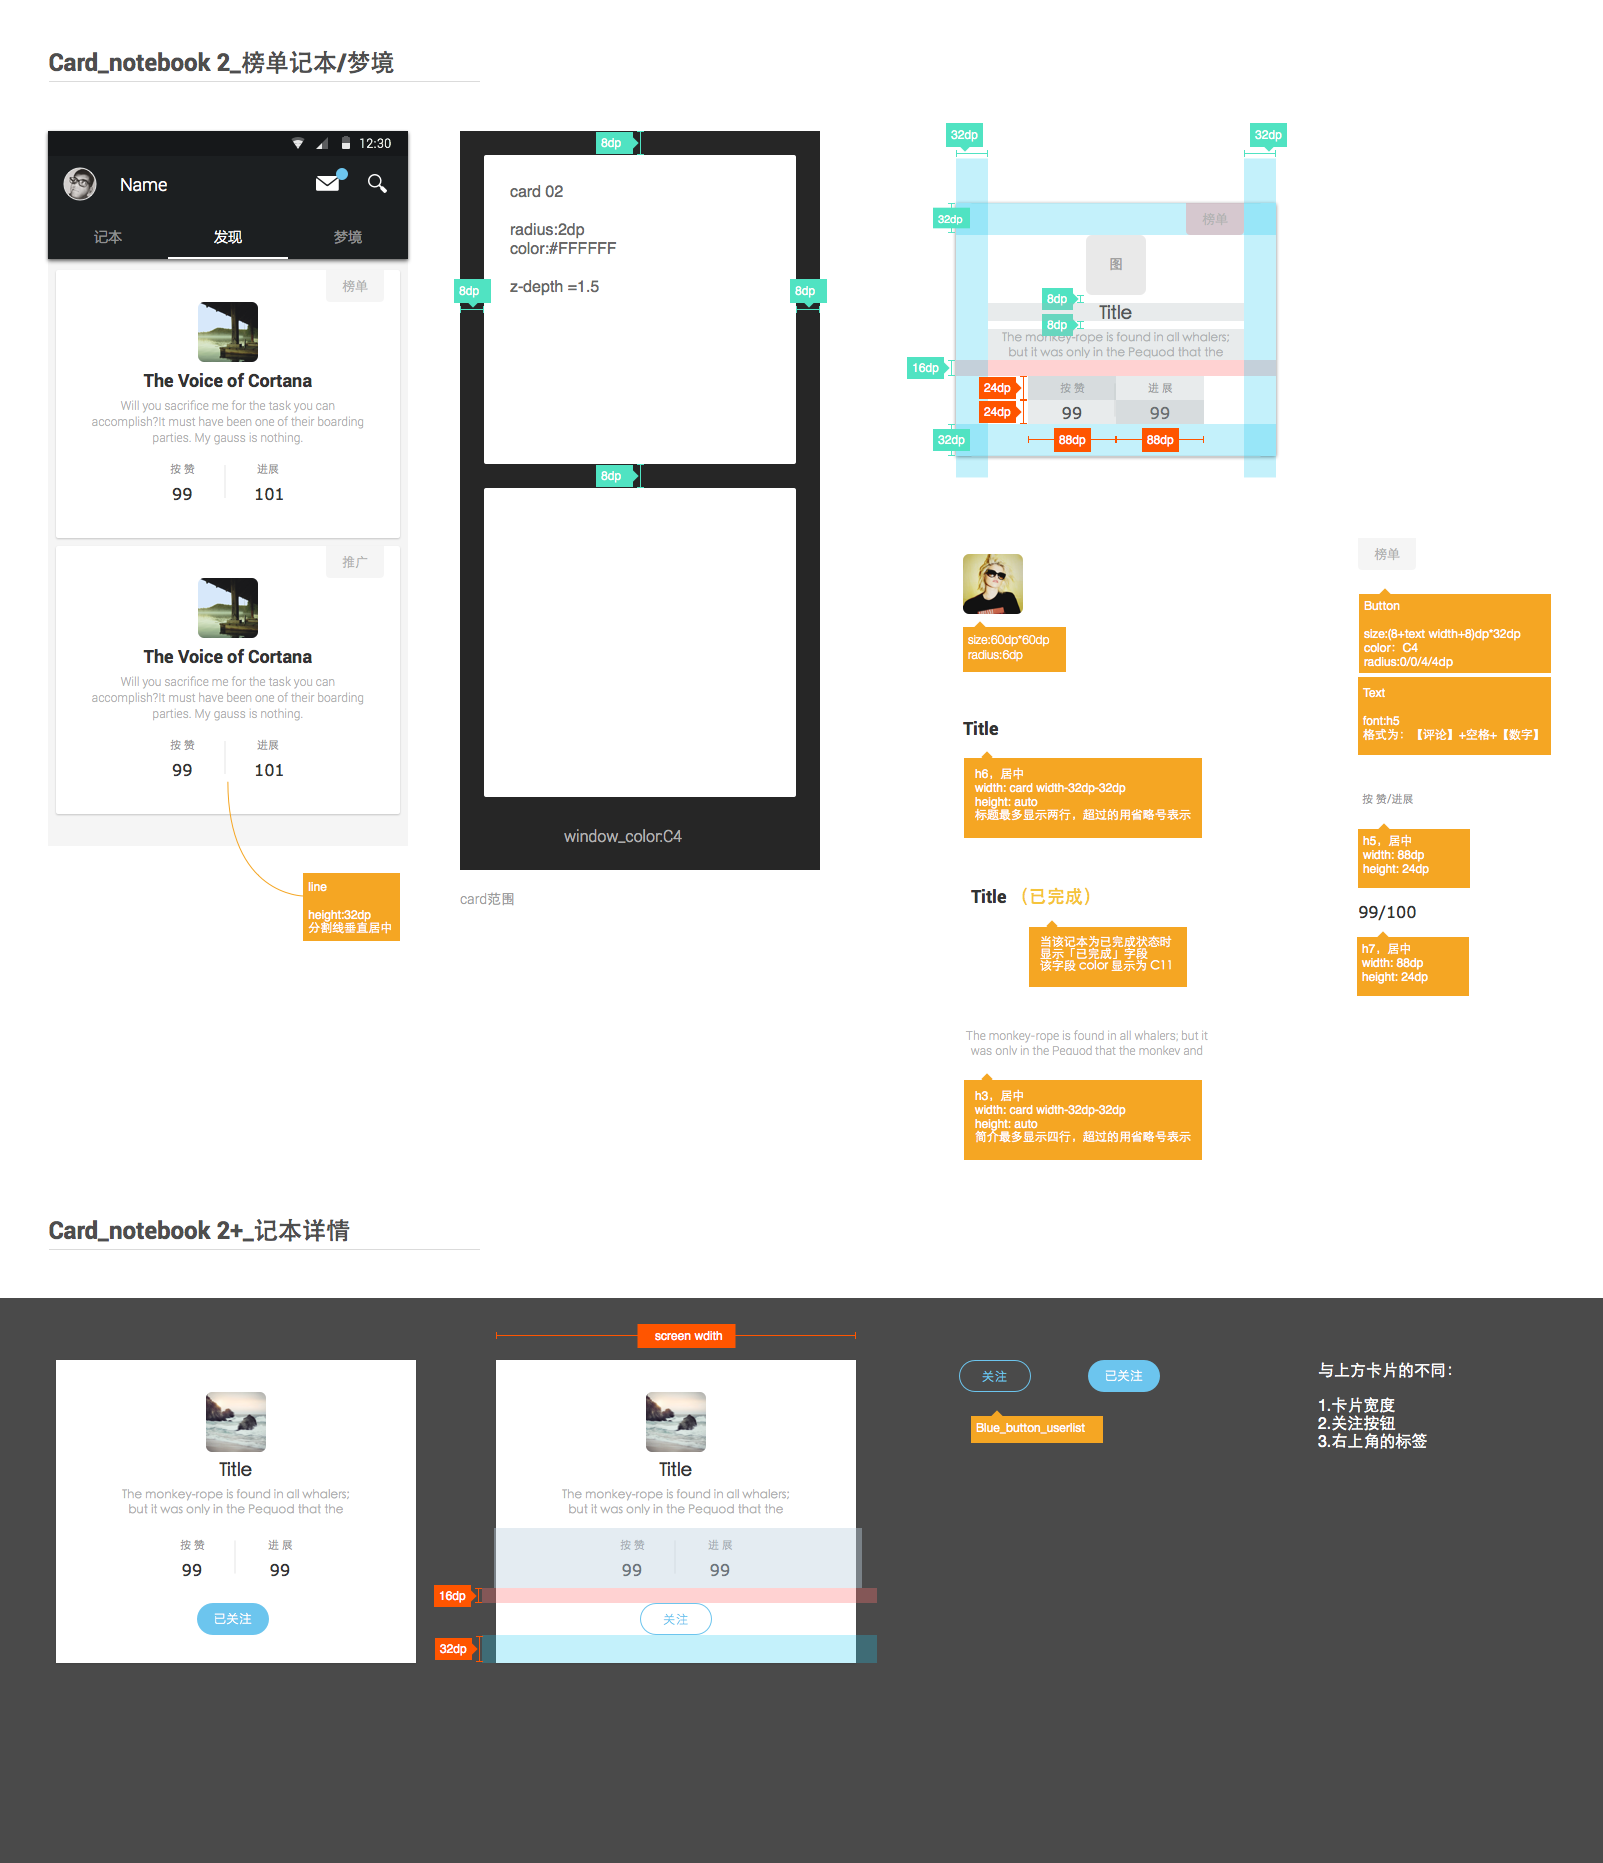 Card_notebook 2_榜单记本/梦境
12:30
Name
记本
发现
梦境
榜单
The Voice of Cortana
Will you sacrifice me for the task you can
accomplish?It must have been one of their boarding
parties. My gauss is nothing.
按 赞
进展
99
101
推广
The Voice of Cortana
Will you sacrifice me for the task you can
accomplish?It must have been one of their boarding
parties. My gauss is nothing.
按 赞
进展
99
101
line
height:32dp
分割线垂直居中
8dp
card 02
radius:2dp
color:#FFFFFF
z-depth =1.5
8dp
8dp
8dp
window_color:C4
card范围
32dp
32dp
32dp
榜单
图
8dp
Title
8dp
The monkey-rope is found in all whalers;
but it was only in the Pequod that the
16dp
24dp
按 赞
进 展
24dp
99
99
32dp
88dp
88dp
size:60dp*60dp
radius:6dp
Title
h6，居中
width: card width-32dp-32dp
height: auto
标题最多显示两行，超过的用省略号表示
Title （已完成）
当该记本为已完成状态时
显示「已完成」字段
该字段 color 显示为 C11
The monkey-rope is found in all whalers; but it
was only in the Pequod that the monkey and
h3，居中
width: card width-32dp-32dp
height: auto
简介最多显示四行，超过的用省略号表示
榜单
Button
size:(8+text width+8)dp*32dp
color：C4
radius:0/0/4/4dp
Text
font:h5
格式为：【评论】+空格+【数字】
按 赞/进展
h5，居中
width: 88dp
height: 24dp
99/100
h7，居中
width: 88dp
height: 24dp
Card_notebook 2+_记本详情
Title
The monkey-rope is found in all whalers;
but it was only in the Pequod that the
按 赞
进 展
99
99
已关注
screen wdith
Title
The monkey-rope is found in all whalers;
but it was only in the Pequod that the
按 赞
进 展
99
99
16dp
关注
32dp
关注
已关注
Blue_button_userlist
与上方卡片的不同：
1.卡片宽度
2.关注按钮
3.右上角的标签